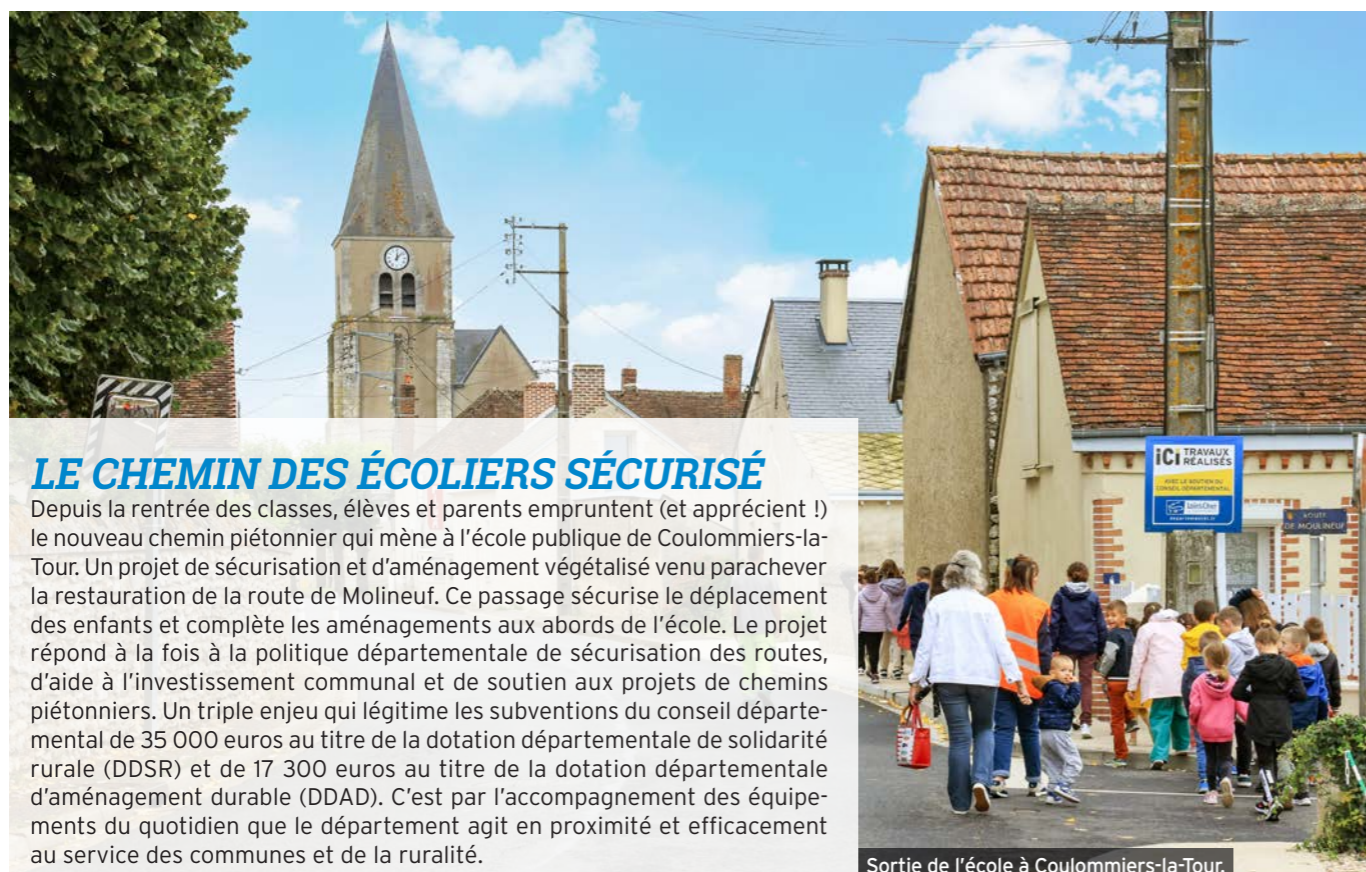 LE CHEMIN DES ÉCOLIERS SÉCURISÉ
Depuis la rentrée des classes, élèves et parents empruntent (et apprécient !)
le nouveau chemin piétonnier qui mène à l'école publique de Coulommiers-la-
Tour. Un projet de sécurisation et d'aménagement végétalisé venu parachever
la restauration de la route de Molineuf. Ce passage sécurise le déplacement
des enfants et complète les aménagements aux abords de l'école. Le projet
répond à la fois à la politique départementale de sécurisation des routes,
d'aide à l'investissement communal et de soutien aux projets de chemins
piétonniers. Un triple enjeu qui légitime les subventions du conseil départe-
mental de 35 000 euros au titre de la dotation départementale de solidarité
rurale (DDSR) et de 17 300 euros au titre de la dotation départementale
d'aménagement durable (DDAD). C'est par l'accompagnement des équipe-
ments du quotidien que le département agit en proximité et efficacement
au service des communes et de la ruralité.
iCi TRAVAUX
RÉALISÉS
AVEC LE SOUTIEN DU
CONSEIL DÉPARTEMENTAL
Loir&Cher
departement41.fr
ROUTE
DE MOULINEUF
Sortie de l'école à Coulommiers-la-Tour.